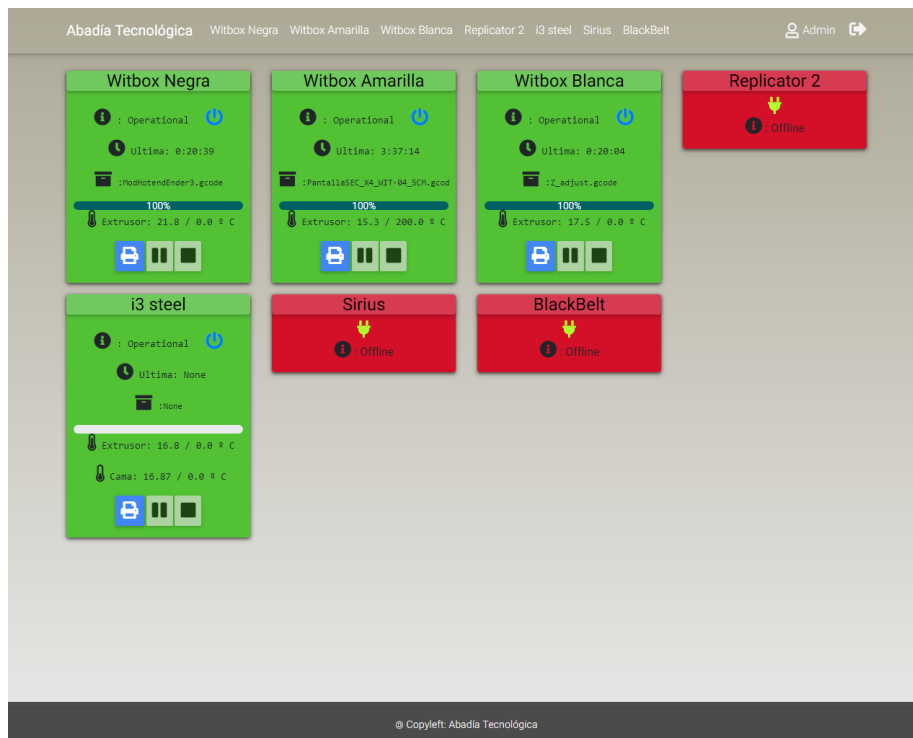 Abadía Tecnológica Witbox Negra Witbox Amarilla Witbox Blanca Replicator 2 i3 steel Sirius BlackBelt Admin
Witbox Negra
: Operational
Ultima: 0:20:39
:ModHotendEnder3.gcode
100%
Extrusor: 21.8 / 0.0 º C
Witbox Amarilla
: Operational
Ultima: 3:37:14
:PantallaSEC_X4_WIT-04_5CM.gcod
100%
Extrusor: 15.3 / 200.0 º C
Witbox Blanca
: Operational
Ultima: 0:20:04
:Z_adjust.gcode
100%
Extrusor: 17.5 / 0.0 º C
Replicator 2
: Offline
i3 steel
: Operational
Ultima: None
:None
Extrusor: 16.8 / 0.0 º C
Cama: 16.87 / 0.0 º C
Sirius
: Offline
BlackBelt
: Offline
@ Copyleft: Abadía Tecnológica